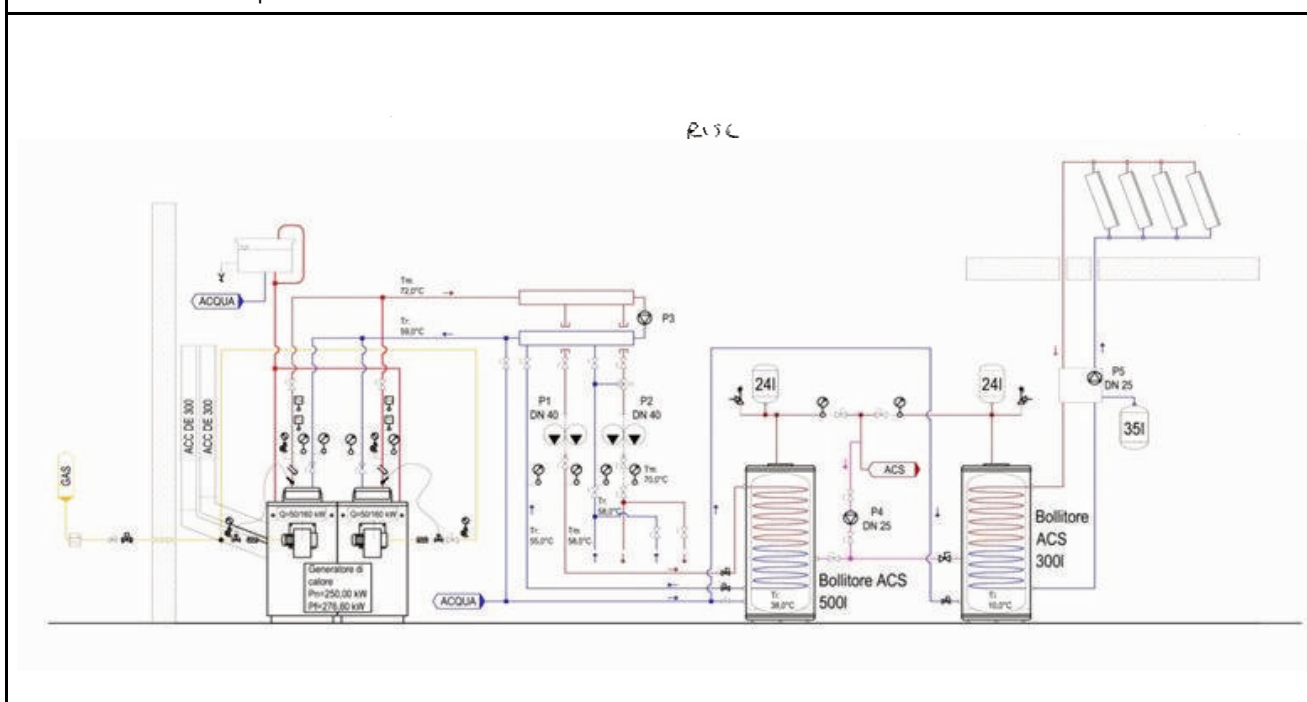 RISC
ACQUA
Tm:
72,0°C
Tr:
59,0°C
P3
ACC DE 300
ACC DE 300
GAS
Q=50/160 kW
Q=50/160 kW
Generatore di
calore
Pn=250,00 kW
Pf=276,60 kW
P1
DN 40
P2
DN 40
Tm:
70,0°C
Tr:
58,0°C
Tr:
55,0°C
Tm:
58,0°C
ACQUA
24l
24l
ACS
P4
DN 25
P5
DN 25
35l
Bollitore ACS
500l
Tr:
38,0°C
Bollitore
ACS
300l
10,0°C